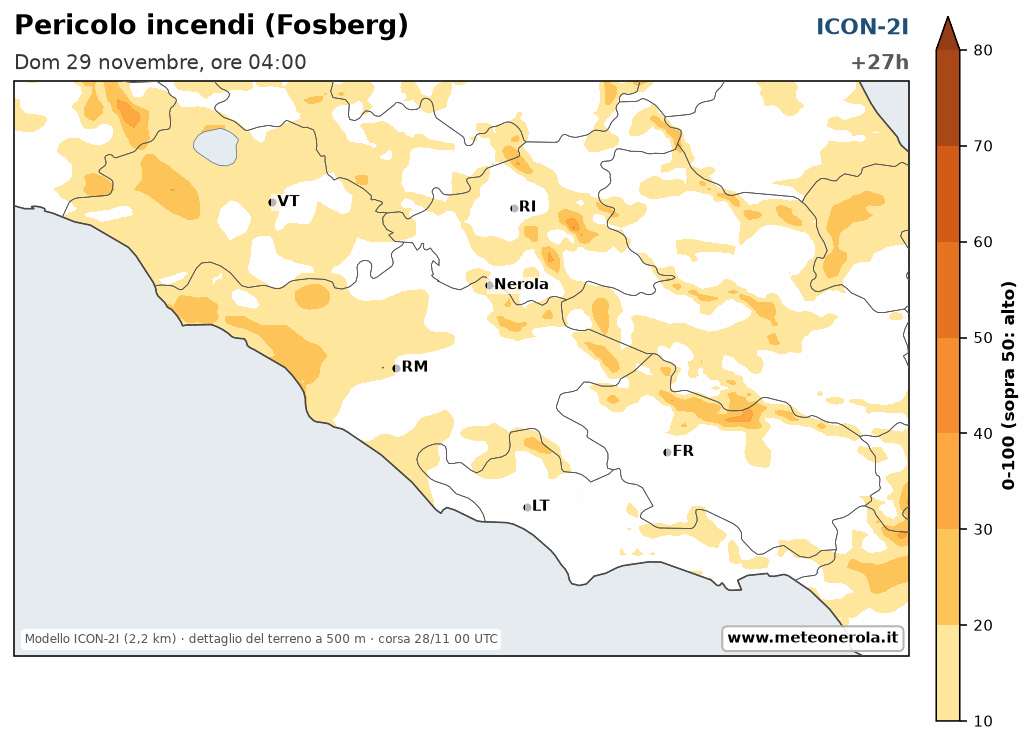 Pericolo incendi (Fosberg)
ICON-2I
Dom 29 novembre, ore 04:00
+27h
80
70
60
50
40
30
20
10
0-100 (sopra 50: alto)
VT
RI
Nerola
RM
FR
LT
Modello ICON-2I (2,2 km) · dettaglio del terreno a 500 m · corsa 28/11 00 UTC
www.meteonerola.it